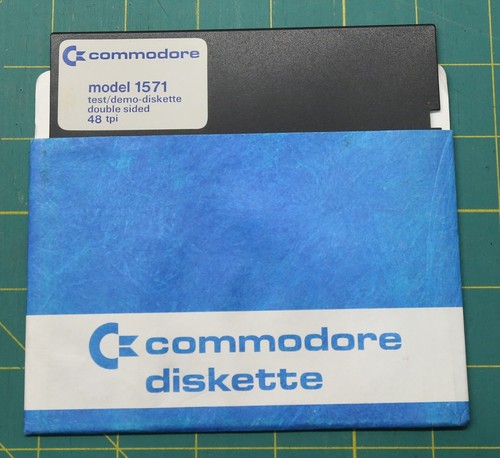 commodore
model 1571
test/demo-diskette
double sided
48 tpi
commodore
diskette